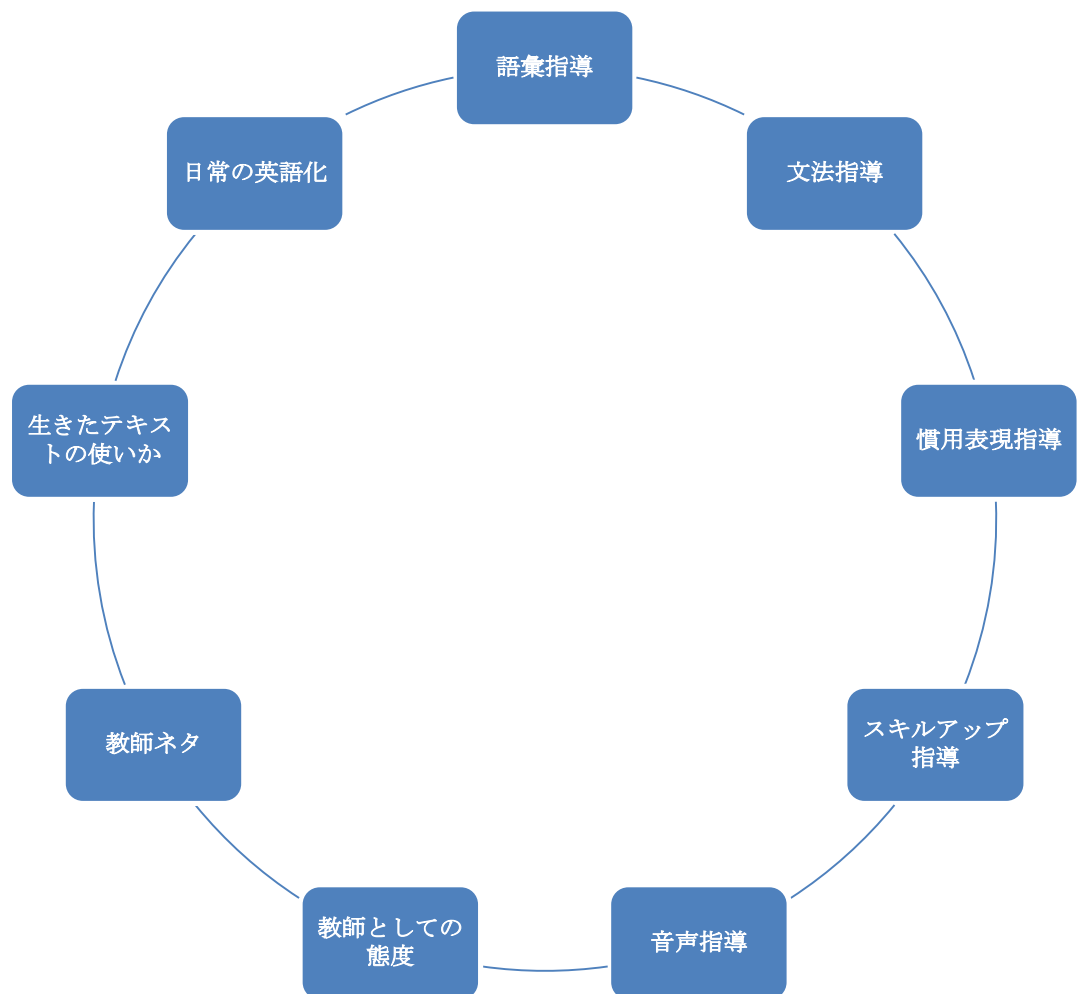 語彙指導
文法指導
慣用表現指導
スキルアップ
指導
音声指導
教師としての
態度
教師ネタ
生きたテキス
トの使いか
日常の英語化